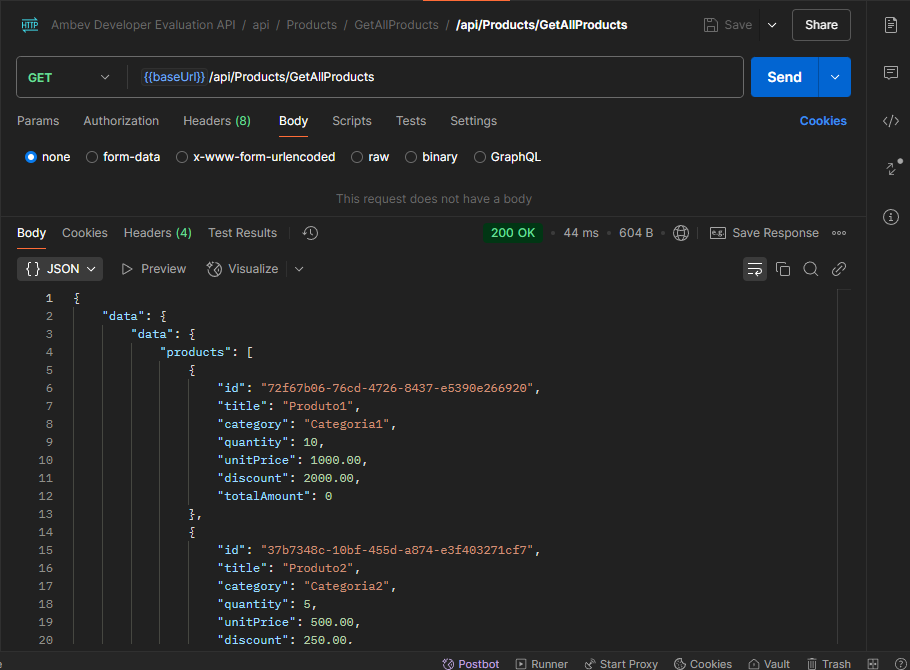 HTTP Ambev Developer Evaluation API / api / Products / GetAllProducts / /api/Products/GetAllProducts Save Share
GET {{baseUrl}} /api/Products/GetAllProducts Send
Params Authorization Headers (8) Body Scripts Tests Settings Cookies
none form-data x-www-form-urlencoded raw binary GraphQL
This request does not have a body
Body Cookies Headers (4) Test Results 200 OK • 44 ms • 604 B • e.g. Save Response
{} JSON Preview Visualize
1 {
2 "data": {
3 "data": {
4 "products": [
5 {
6 "id": "72f67b06-76cd-4726-8437-e5390e266920",
7 "title": "Produto1",
8 "category": "Categoria1",
9 "quantity": 10,
10 "unitPrice": 1000.00,
11 "discount": 2000.00,
12 "totalAmount": 0
13 },
14 {
15 "id": "37b7348c-10bf-455d-a874-e3f403271cf7",
16 "title": "Produto2",
17 "category": "Categoria2",
18 "quantity": 5,
19 "unitPrice": 500.00,
20 "discount": 250.00,
Postbot Runner Start Proxy Cookies Vault Trash